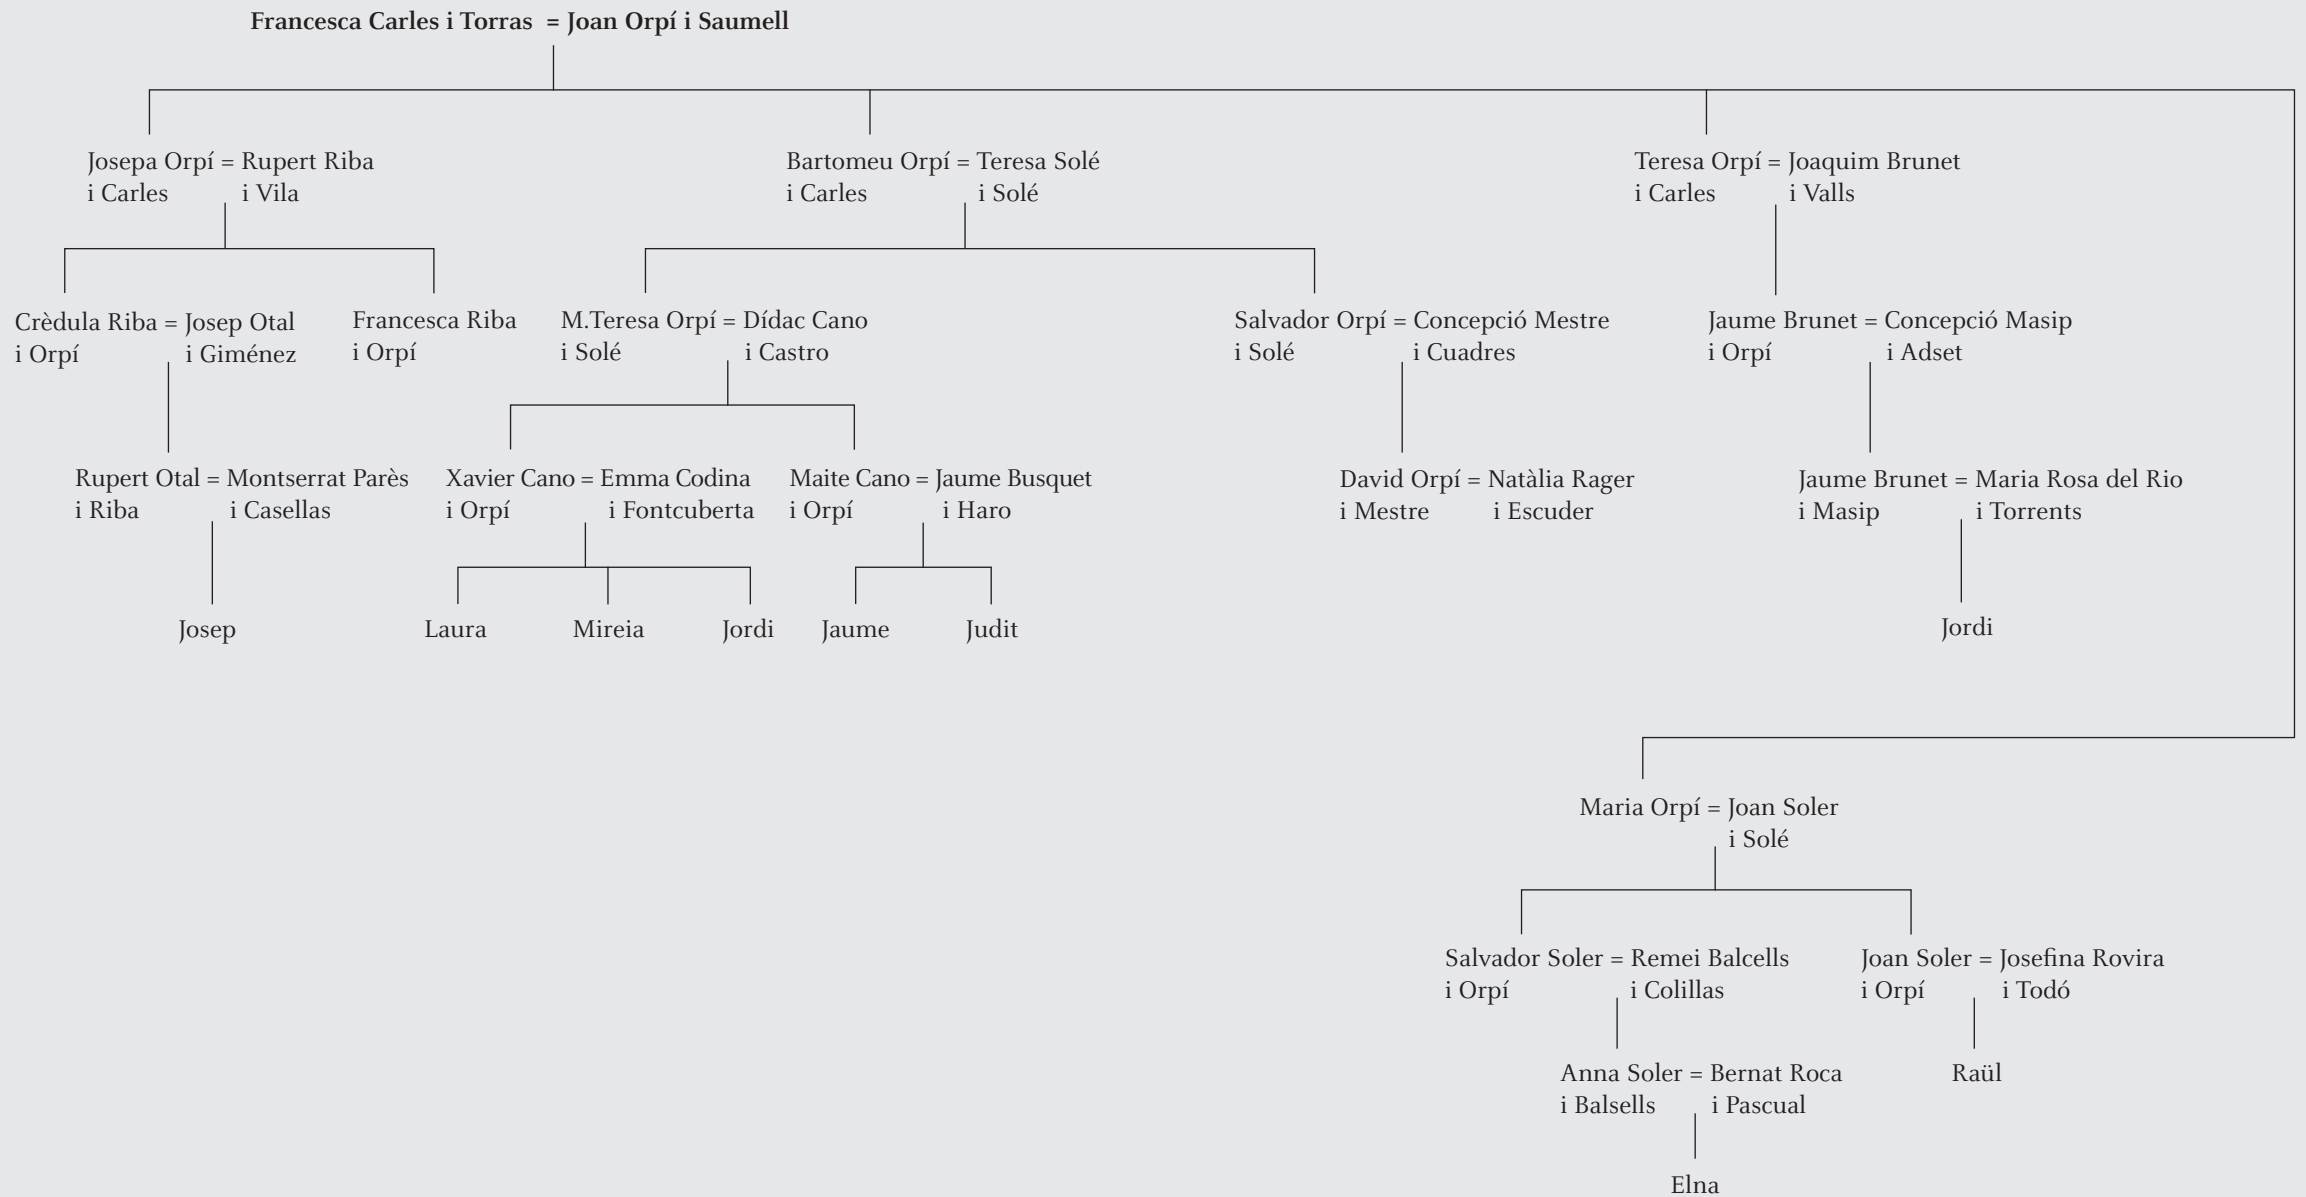 Francesca Carles i Torras = Joan Orpí i Saumell
Josepa Orpí = Rupert Riba
i Carles i Vila
Bartomeu Orpí = Teresa Solé
i Carles i Solé
Teresa Orpí = Joaquim Brunet
i Carles i Valls
Crèdula Riba = Josep Otal
i Orpí i Giménez
Francesca Riba
i Orpí
M.Teresa Orpí = Dídac Cano
i Solé i Castro
Salvador Orpí = Concepció Mestre
i Solé i Cuadres
Jaume Brunet = Concepció Masip
i Orpí i Adset
Rupert Otal = Montserrat Parès
i Riba i Casellas
Xavier Cano = Emma Codina
i Orpí i Fontcuberta
Maite Cano = Jaume Busquet
i Orpí i Haro
David Orpí = Natàlia Rager
i Mestre i Escuder
Jaume Brunet = Maria Rosa del Rio
i Masip i Torrents
Josep
Laura
Mireia
Jordi
Jaume
Judit
Jordi
Maria Orpí = Joan Soler
i Solé
Salvador Soler = Remei Balcells
i Orpí i Colillas
Joan Soler = Josefina Rovira
i Orpí i Todó
Anna Soler = Bernat Roca
i Balsells i Pascual
Raül
Elna